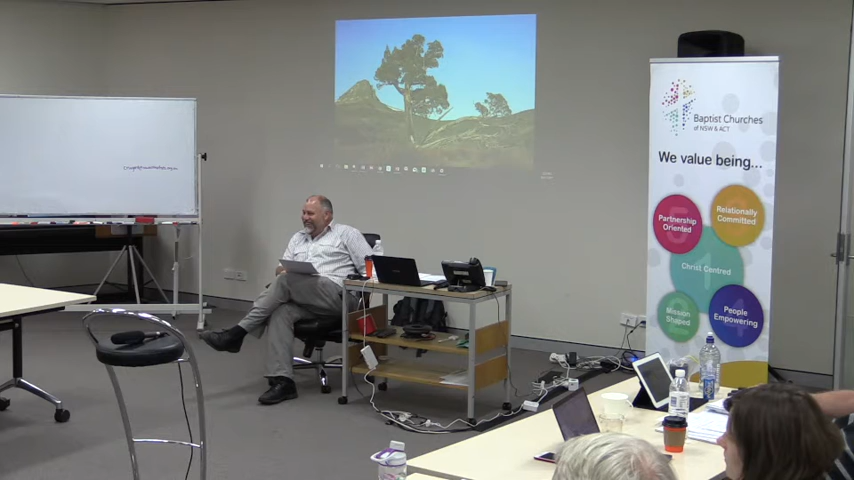 Baptist Churches
of NSW & ACT
We value being...
Partnership
Oriented
Relationally
Committed
Christ Centred
Mission
Shaped
People
Empowering